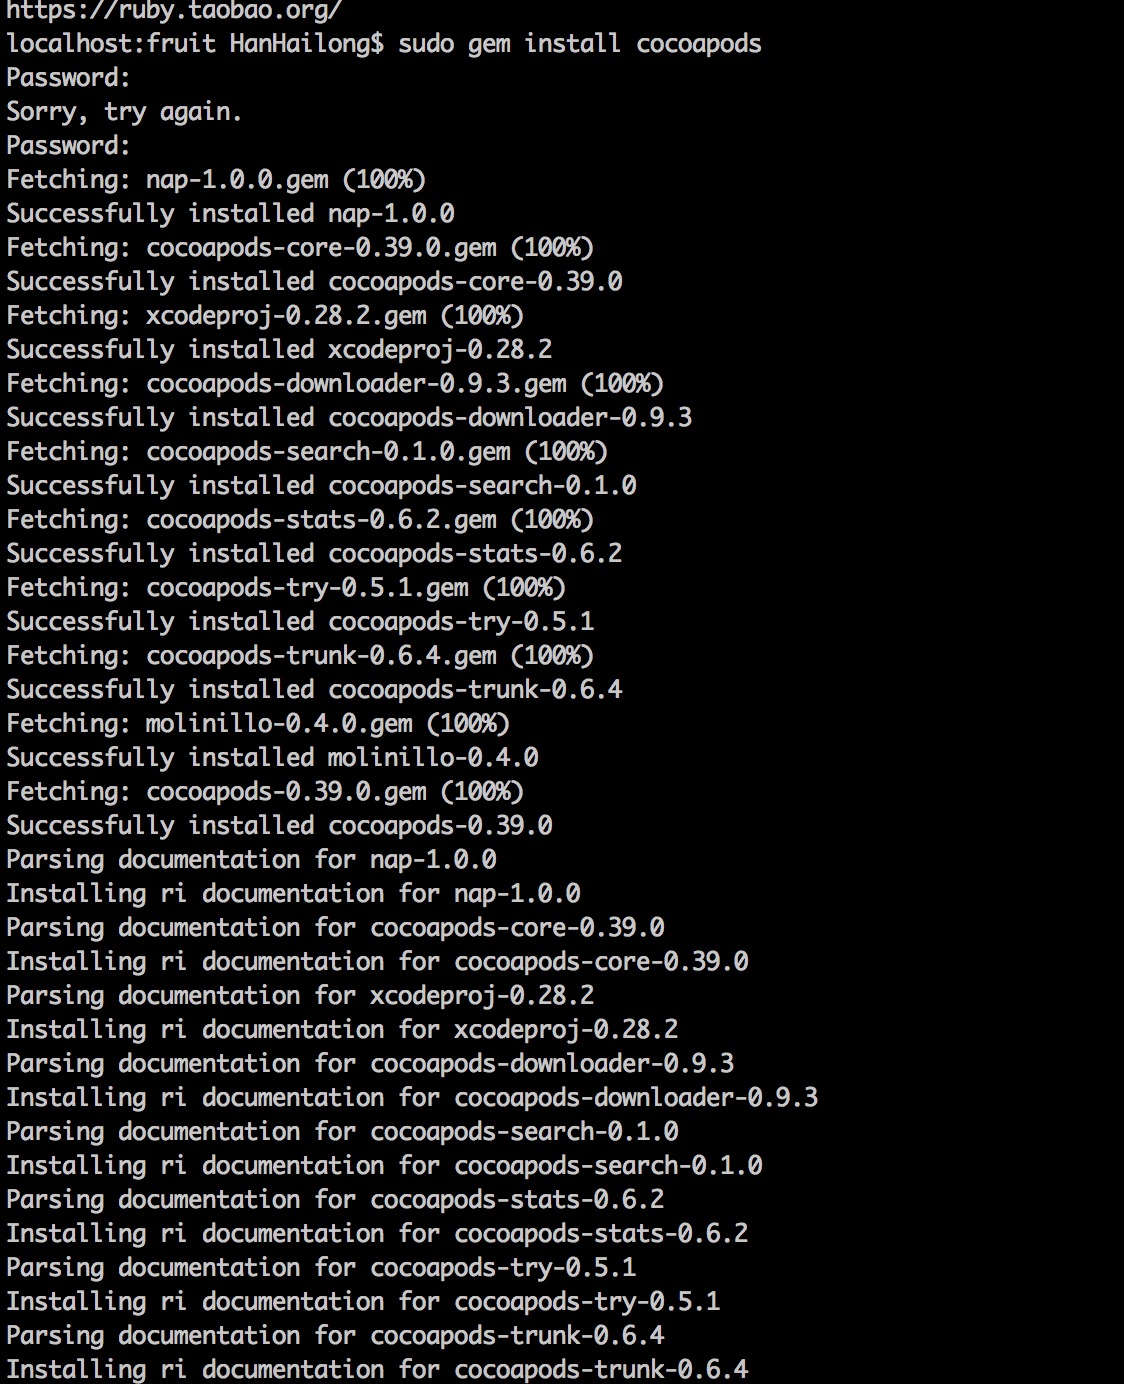 https://ruby.taobao.org/
localhost:fruit HanHailong$ sudo gem install cocoapods
Password:
Sorry, try again.
Password:
Fetching: nap-1.0.0.gem (100%)
Successfully installed nap-1.0.0
Fetching: cocoapods-core-0.39.0.gem (100%)
Successfully installed cocoapods-core-0.39.0
Fetching: xcodeproj-0.28.2.gem (100%)
Successfully installed xcodeproj-0.28.2
Fetching: cocoapods-downloader-0.9.3.gem (100%)
Successfully installed cocoapods-downloader-0.9.3
Fetching: cocoapods-search-0.1.0.gem (100%)
Successfully installed cocoapods-search-0.1.0
Fetching: cocoapods-stats-0.6.2.gem (100%)
Successfully installed cocoapods-stats-0.6.2
Fetching: cocoapods-try-0.5.1.gem (100%)
Successfully installed cocoapods-try-0.5.1
Fetching: cocoapods-trunk-0.6.4.gem (100%)
Successfully installed cocoapods-trunk-0.6.4
Fetching: molinillo-0.4.0.gem (100%)
Successfully installed molinillo-0.4.0
Fetching: cocoapods-0.39.0.gem (100%)
Successfully installed cocoapods-0.39.0
Parsing documentation for nap-1.0.0
Installing ri documentation for nap-1.0.0
Parsing documentation for cocoapods-core-0.39.0
Installing ri documentation for cocoapods-core-0.39.0
Parsing documentation for xcodeproj-0.28.2
Installing ri documentation for xcodeproj-0.28.2
Parsing documentation for cocoapods-downloader-0.9.3
Installing ri documentation for cocoapods-downloader-0.9.3
Parsing documentation for cocoapods-search-0.1.0
Installing ri documentation for cocoapods-search-0.1.0
Parsing documentation for cocoapods-stats-0.6.2
Installing ri documentation for cocoapods-stats-0.6.2
Parsing documentation for cocoapods-try-0.5.1
Installing ri documentation for cocoapods-try-0.5.1
Parsing documentation for cocoapods-trunk-0.6.4
Installing ri documentation for cocoapods-trunk-0.6.4